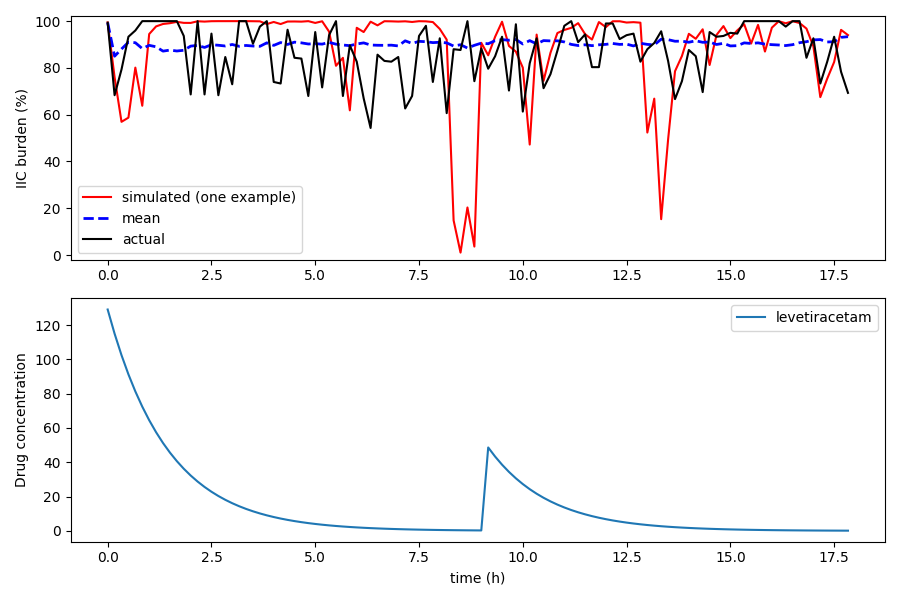 100
80
60
40
20
0
IIC burden (%)
simulated (one example)
mean
actual
0.0 2.5 5.0 7.5 10.0 12.5 15.0 17.5
120
100
80
60
40
20
0
Drug concentration
levetiracetam
0.0 2.5 5.0 7.5 10.0 12.5 15.0 17.5
time (h)